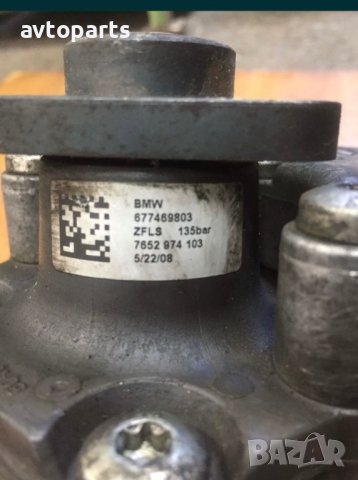 avtoparts
BMW
677469803
ZFLS 135bar
7652 974 103
5/22/08
BAZAR